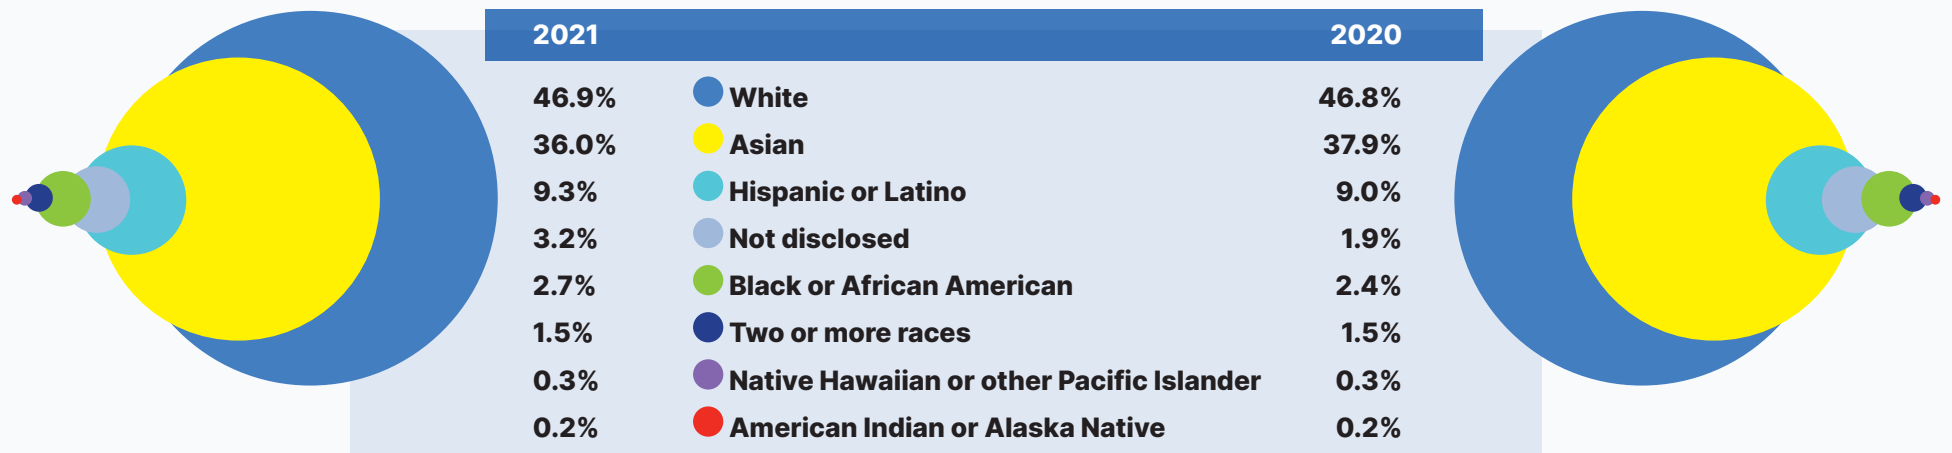 2021 2020
46.9% White 46.8%
36.0% Asian 37.9%
9.3% Hispanic or Latino 9.0%
3.2% Not disclosed 1.9%
2.7% Black or African American 2.4%
1.5% Two or more races 1.5%
0.3% Native Hawaiian or other Pacific Islander 0.3%
0.2% American Indian or Alaska Native 0.2%